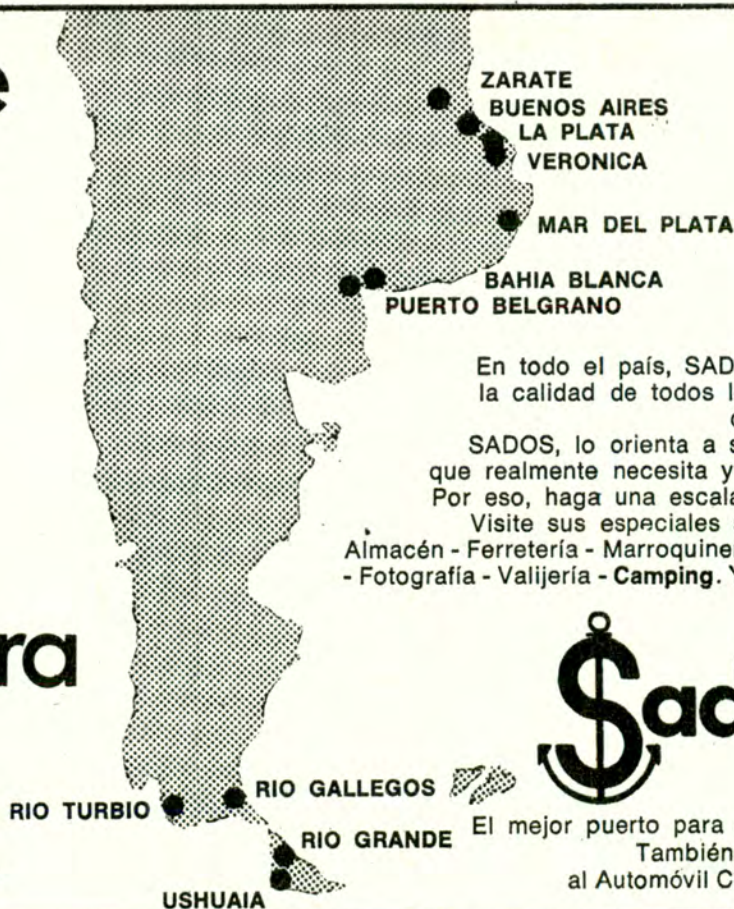 e
ZARATE
BUENOS AIRES
LA PLATA
VERONICA
MAR DEL PLATA
BAHIA BLANCA
PUERTO BELGRANO
En todo el país, SAD
la calidad de todos l
SADOS, lo orienta a s
que realmente necesita y
Por eso, haga una escala
Visite sus especiales
Almacén - Ferretería - Marroquiner
- Fotografía - Valijería - Camping. Y
ra
Sad
RIO GALLEGOS
RIO TURBIO
RIO GRANDE
USHUAIA
El mejor puerto para
También
al Automóvil C